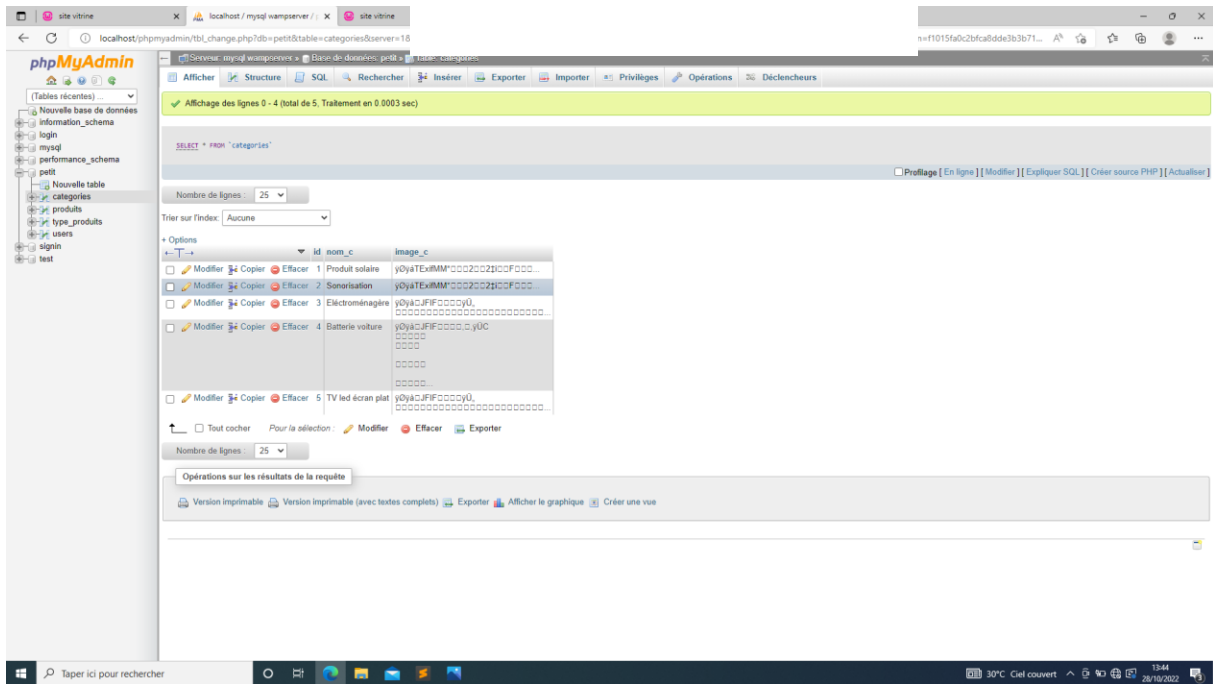 site vitrine
localhost / mysql wampserver / p
site vitrine
localhost/phpmyadmin/tbl_change.php?db=petit&table=categories&server=18
n=f1015fa0c2bfca8dde3b3b71...
phpMyAdmin
(Tables récentes) ...
Nouvelle base de données
information_schema
login
mysql
performance_schema
petit
Nouvelle table
categories
produits
type_produits
users
signin
test
Serveur: mysql wampserver » Base de données: petit » Table: categories
Afficher Structure SQL Rechercher Insérer Exporter Importer Privilèges Opérations Déclencheurs
Affichage des lignes 0 - 4 (total de 5, Traitement en 0.0003 sec)
SELECT * FROM `categories`
Profilage [ En ligne ] [ Modifier ] [ Expliquer SQL ] [ Créer source PHP ] [ Actualiser ]
Nombre de lignes : 25
Trier sur l'index: Aucune
+ Options
←T→ id nom_c image_c
Modifier Copier Effacer 1 Produit solaire
Modifier Copier Effacer 2 Sonorisation
Modifier Copier Effacer 3 Eléctroménagère
Modifier Copier Effacer 4 Batterie voiture
Modifier Copier Effacer 5 TV led écran plat
Tout cocher Pour la sélection : Modifier Effacer Exporter
Nombre de lignes : 25
Opérations sur les résultats de la requête
Version imprimable Version imprimable (avec textes complets) Exporter Afficher le graphique Créer une vue
Taper ici pour rechercher
30°C Ciel couvert
13:44
28/10/2022